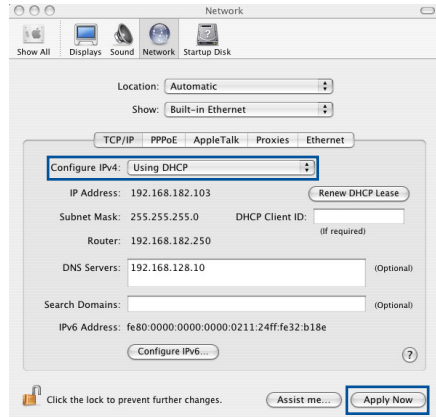 Network
Show All Displays Sound Network Startup Disk
Location: Automatic
Show: Built-in Ethernet
TCP/IP PPPoE AppleTalk Proxies Ethernet
Configure IPv4: Using DHCP
IP Address: 192.168.182.103 Renew DHCP Lease
Subnet Mask: 255.255.255.0 DHCP Client ID:
(If required)
Router: 192.168.182.250
DNS Servers: 192.168.128.10 (Optional)
Search Domains: (Optional)
IPv6 Address: fe80:0000:0000:0000:0211:24ff:fe32:b18e
Configure IPv6... ?
Click the lock to prevent further changes. Assist me... Apply Now